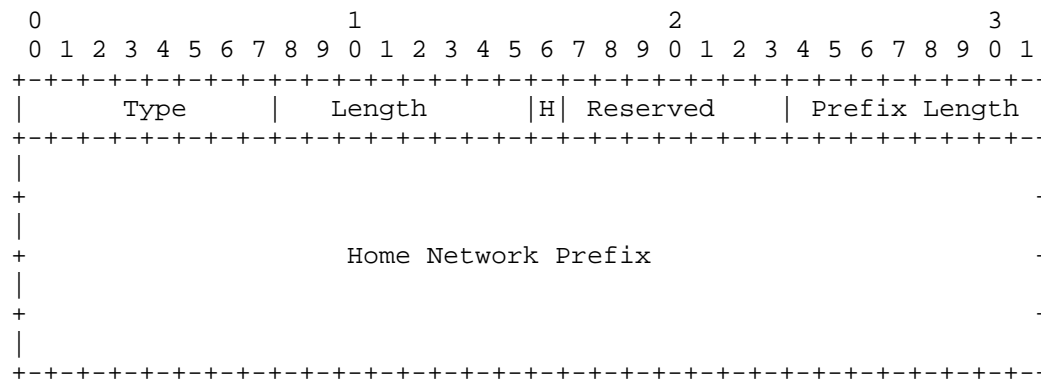 0                   1                   2                   3
0 1 2 3 4 5 6 7 8 9 0 1 2 3 4 5 6 7 8 9 0 1 2 3 4 5 6 7 8 9 0 1
+-+-+-+-+-+-+-+-+-+-+-+-+-+-+-+-+-+-+-+-+-+-+-+-+-+-+-+-+-+-+-+-
|      Type     |   Length      |H|  Reserved   | Prefix Length
+-+-+-+-+-+-+-+-+-+-+-+-+-+-+-+-+-+-+-+-+-+-+-+-+-+-+-+-+-+-+-+-
|
+                                                               -
|
+                    Home Network Prefix                        -
|
+                                                               -
|
+-+-+-+-+-+-+-+-+-+-+-+-+-+-+-+-+-+-+-+-+-+-+-+-+-+-+-+-+-+-+-+-